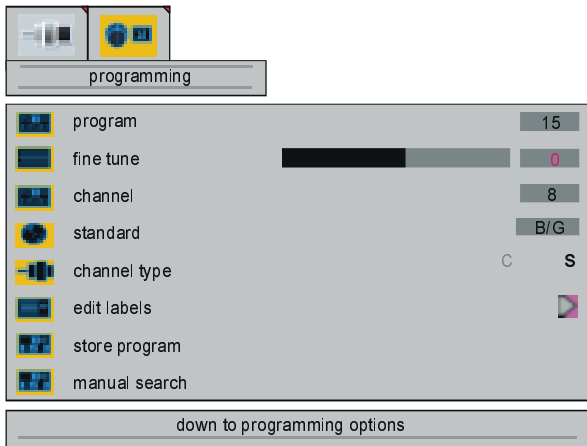 programming
program 15
fine tune 0
channel 8
standard B/G
channel type C S
edit labels
store program
manual search
down to programming options